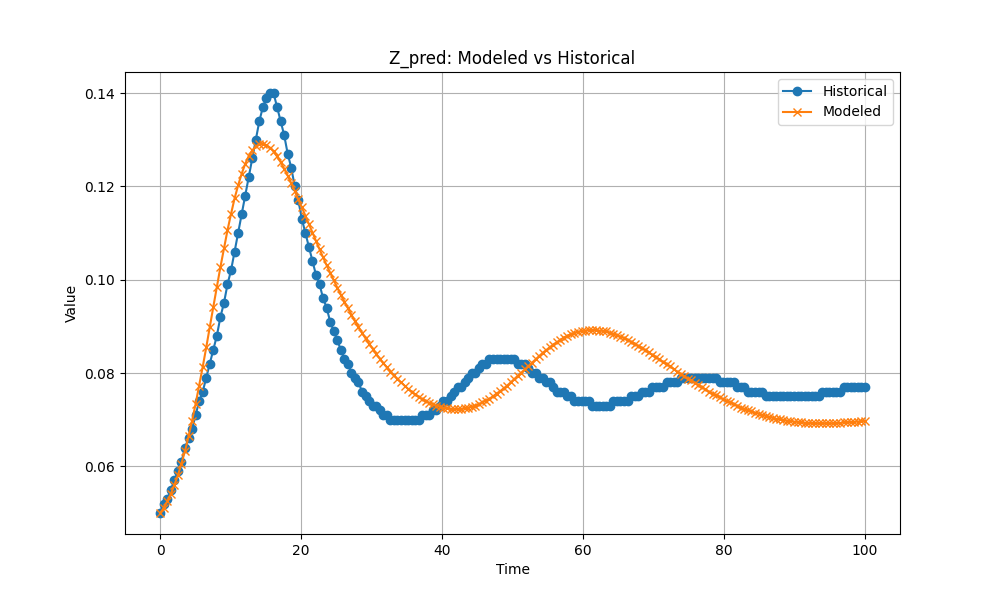 Z_pred: Modeled vs Historical
Historical
Modeled
Value
0.14
0.12
0.10
0.08
0.06
0 20 40 60 80 100
Time